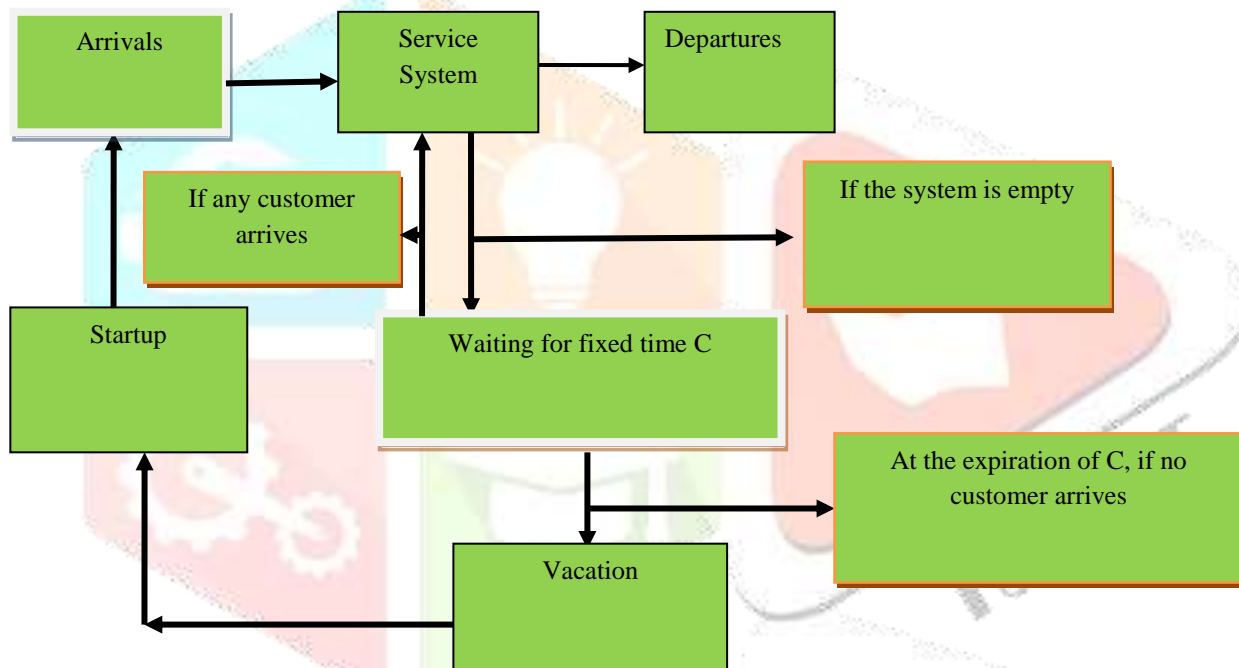 Arrivals
Service
System
Departures
If any customer
arrives
If the system is empty
Startup
Waiting for fixed time C
At the expiration of C, if no
customer arrives
Vacation